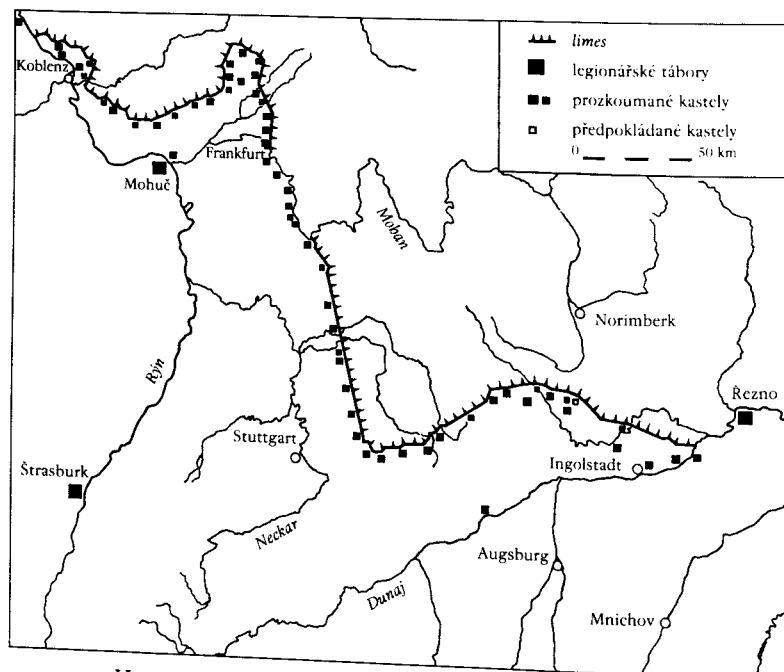 limes
legionářské tábory
prozkoumané kastely
předpokládané kastely
0 50 km
Koblenz
Frankfurt
Mohuč
Mohan
Norimberk
Rýn
Řezno
Stuttgart
Štrasburk
Ingolstadt
Neckar
Augsburg
Dunaj
Mnichov